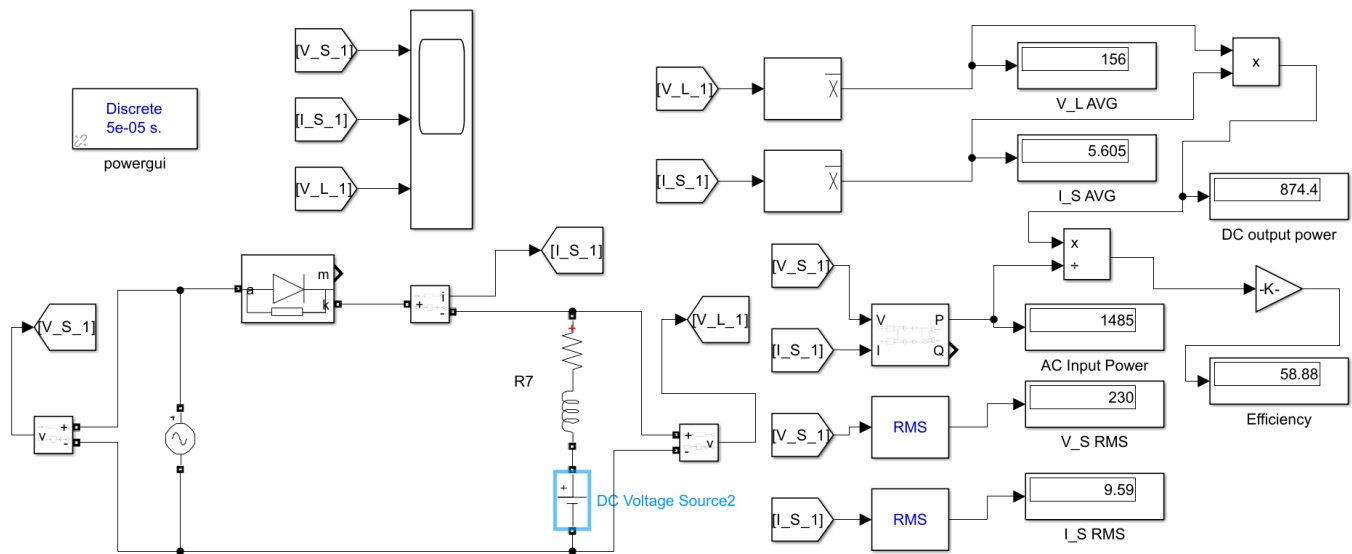 [V_S_1]
[I_S_1]
[V_L_1]
Discrete
5e-05 s.
powergui
[V_L_1]
X
156
V_L AVG
x
[I_S_1]
X
5.605
I_S AVG
874.4
DC output power
[I_S_1]
m
a
k
i
+
-
[V_S_1]
v
+
-
+
R7
[V_L_1]
+
-
v
+
DC Voltage Source2
[V_S_1]
[I_S_1]
V
I
P
Q
x
÷
-K-
1485
AC Input Power
58.88
Efficiency
[V_S_1]
RMS
230
V_S RMS
[I_S_1]
RMS
9.59
I_S RMS